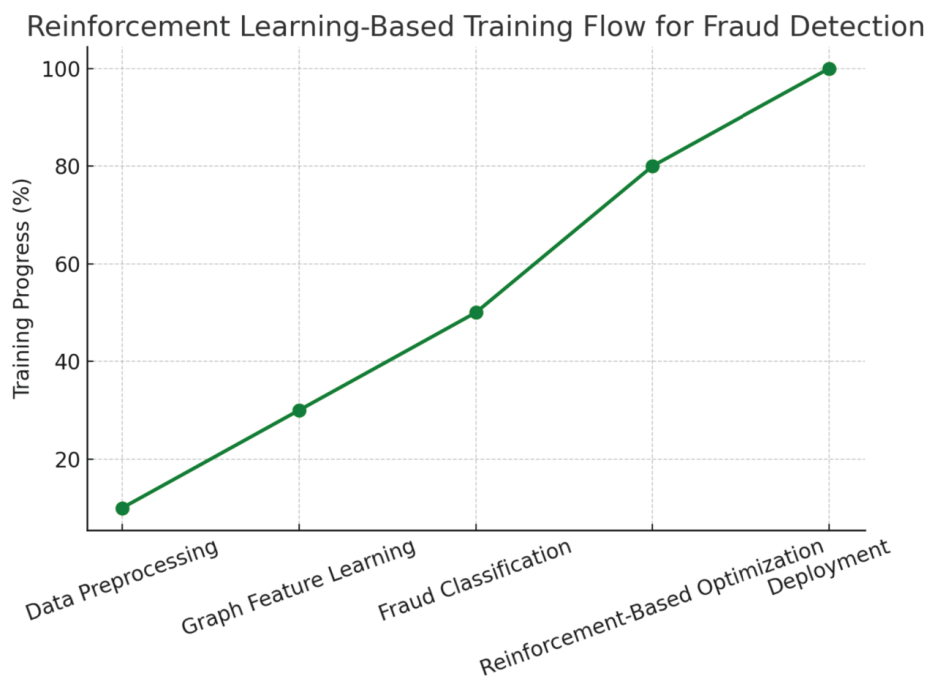 Reinforcement Learning-Based Training Flow for Fraud Detection
Training Progress (%)
100
80
60
40
20
Data Preprocessing
Graph Feature Learning
Fraud Classification
Reinforcement-Based Optimization
Deployment